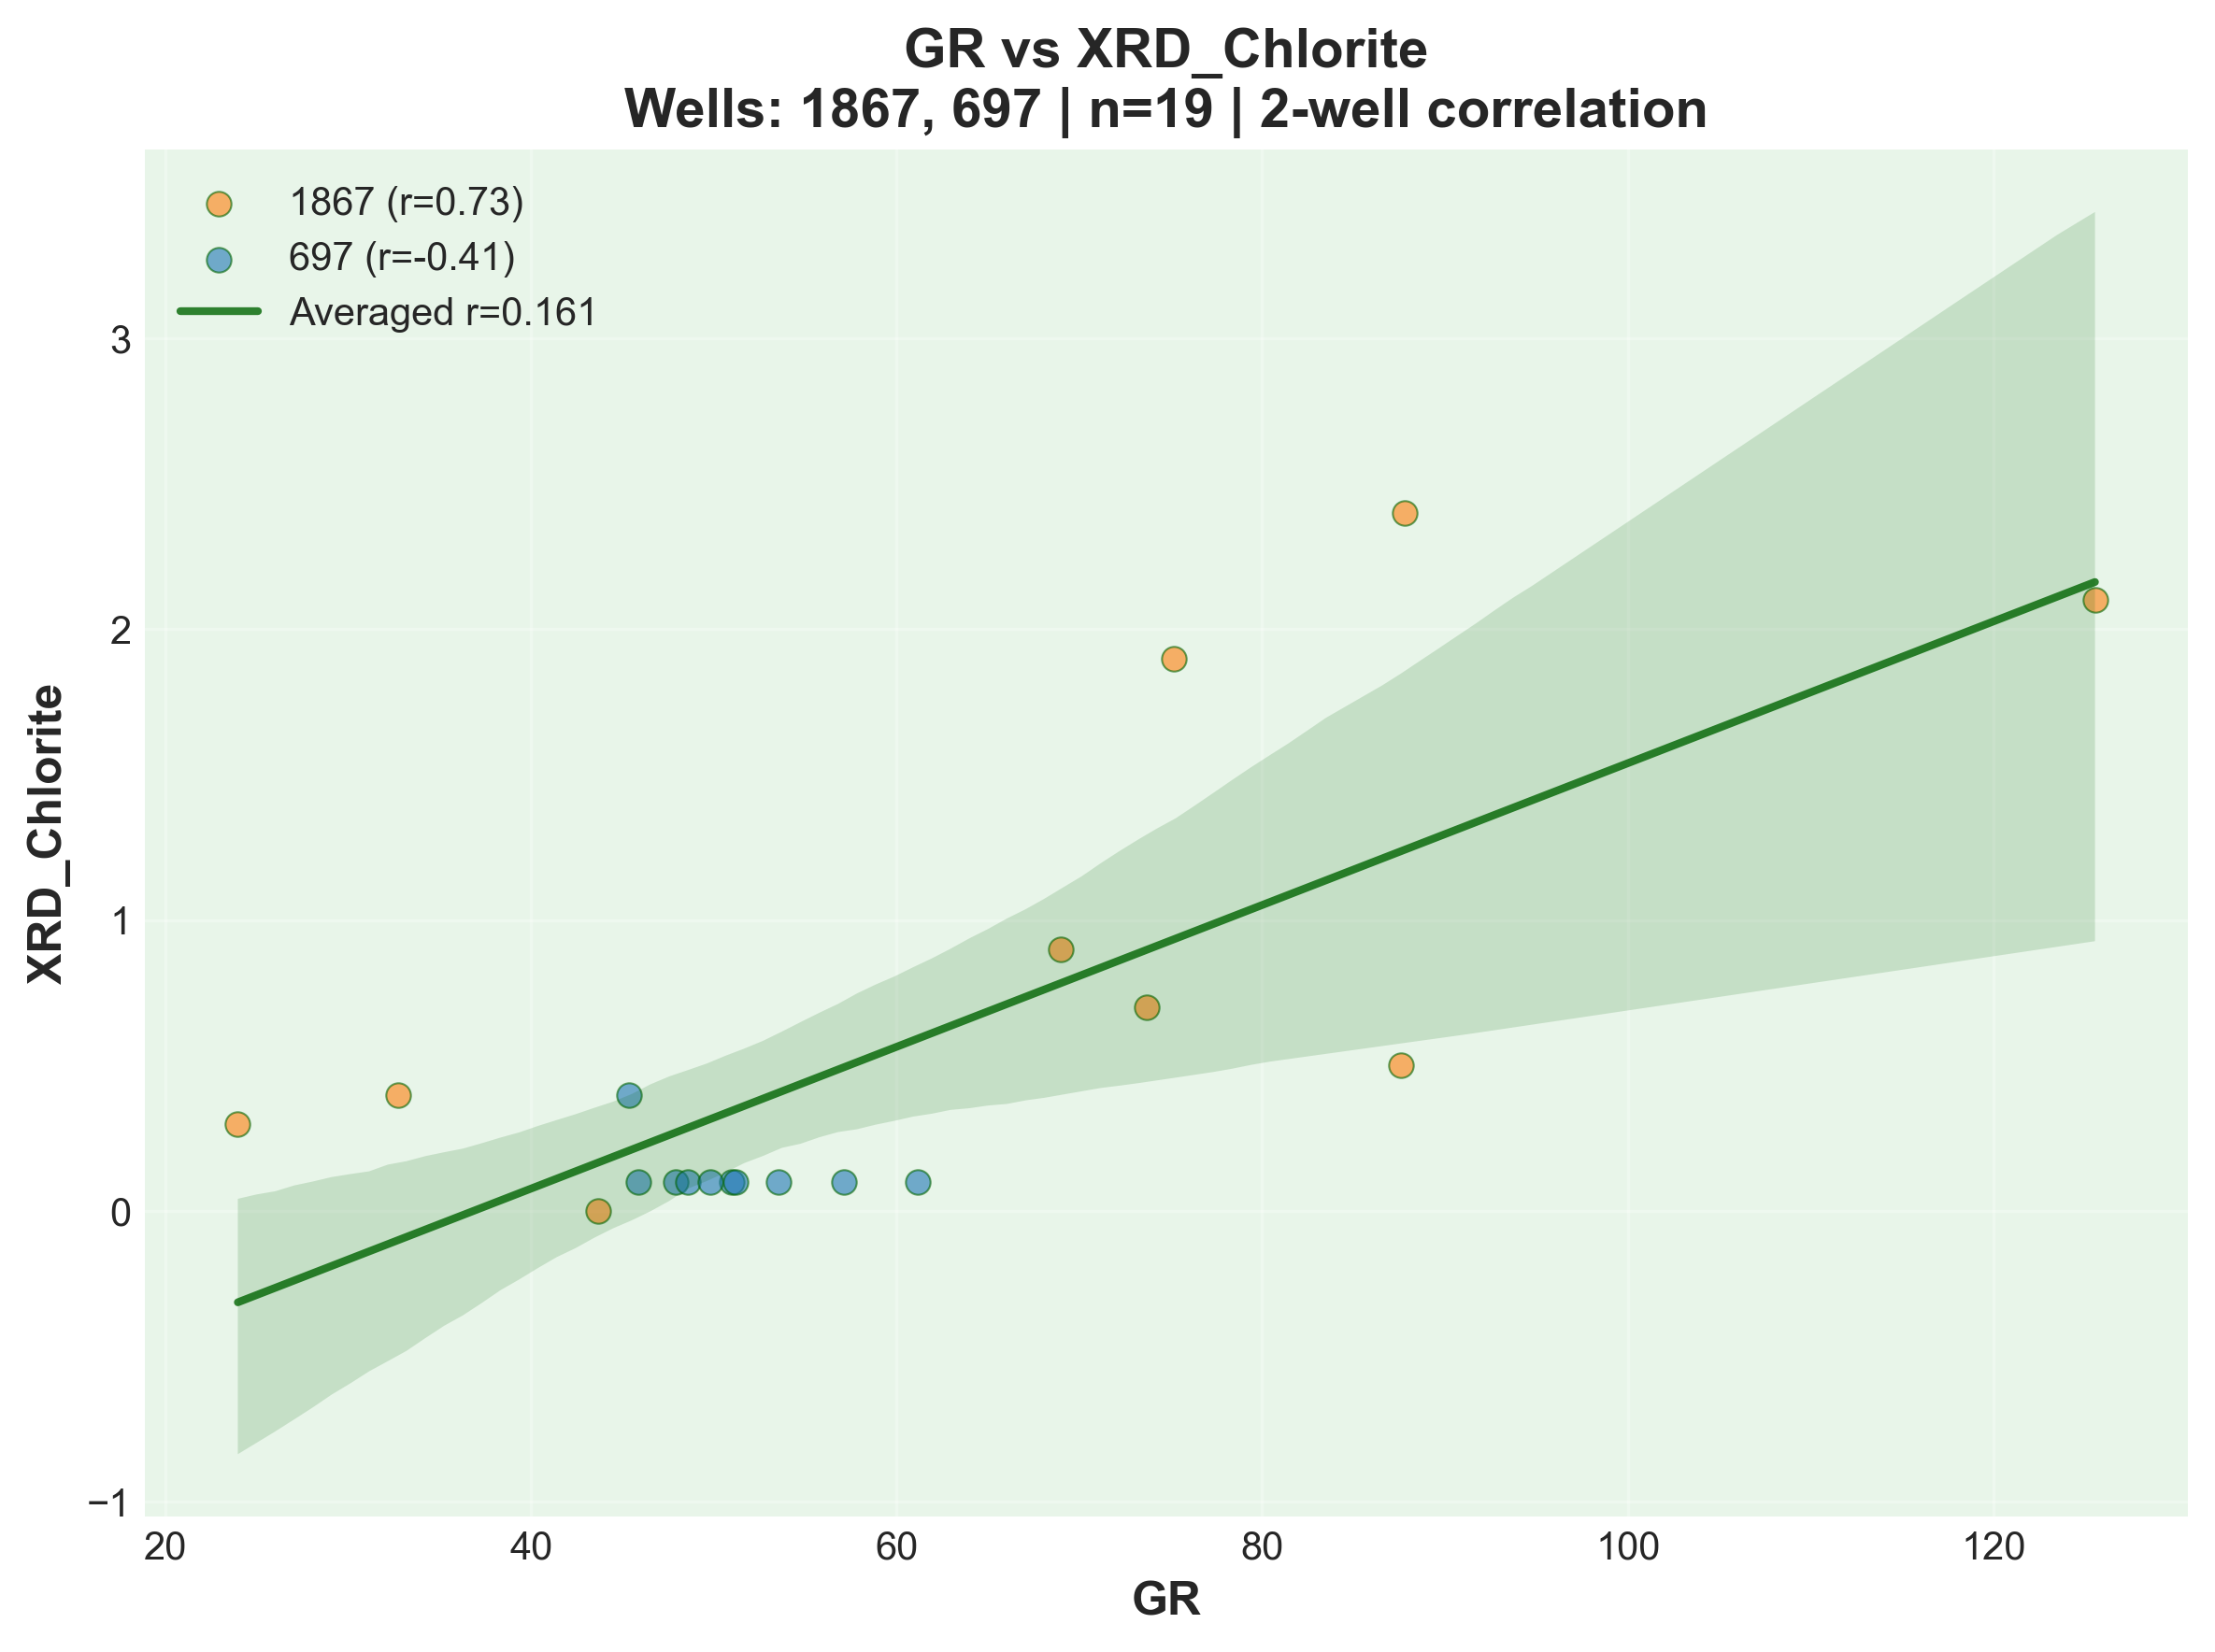 GR vs XRD_Chlorite
Wells: 1867, 697 | n=19 | 2-well correlation
1867 (r=0.73)
697 (r=-0.41)
Averaged r=0.161
3
2
1
0
−1
XRD_Chlorite
20 40 60 80 100 120
GR